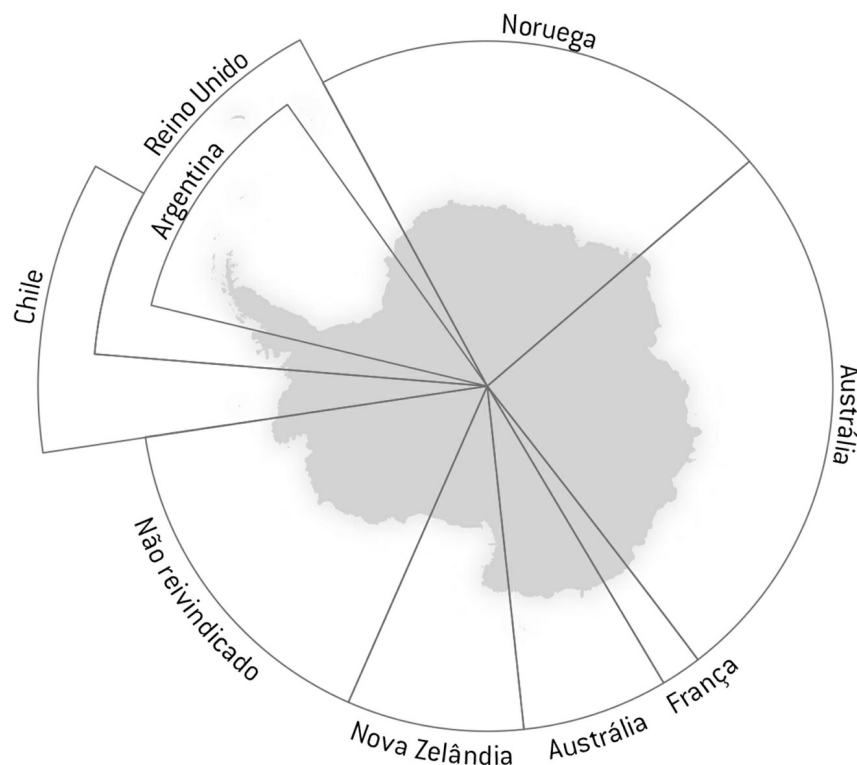 Noruega
Reino Unido
Argentina
Chile
Austrália
Não reivindicado
França
Austrália
Nova Zelândia